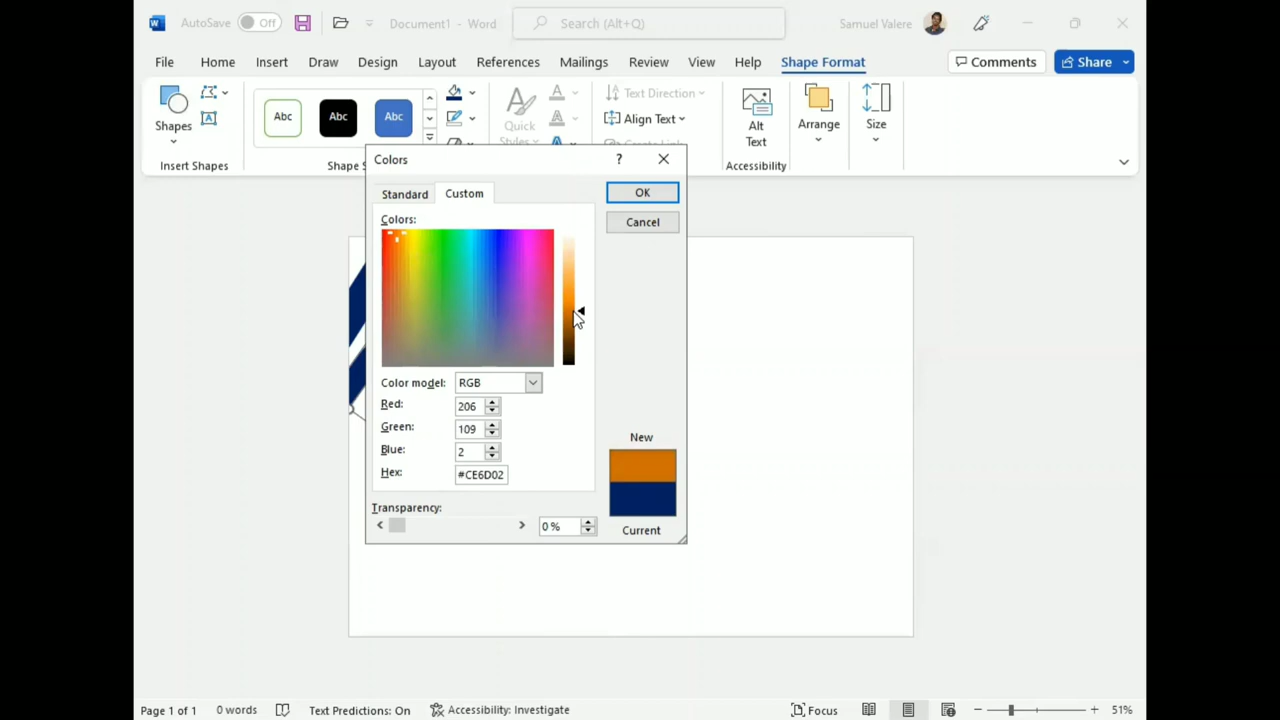 AutoSave Off Document1 - Word Search (Alt+Q) Samuel Valere
File Home Insert Draw Design Layout References Mailings Review View Help Shape Format Comments Share
Shapes Abc Abc Abc Quick Styles Text Direction Align Text Alt Text Arrange Size
Insert Shapes Shape S Accessibility
Colors ?
Standard Custom OK
Cancel
Colors:
Color model: RGB
Red: 206
Green: 109
Blue: 2
Hex: #CE6D02
New
Current
Transparency:
0 %
Page 1 of 1 0 words Text Predictions: On Accessibility: Investigate Focus 51%